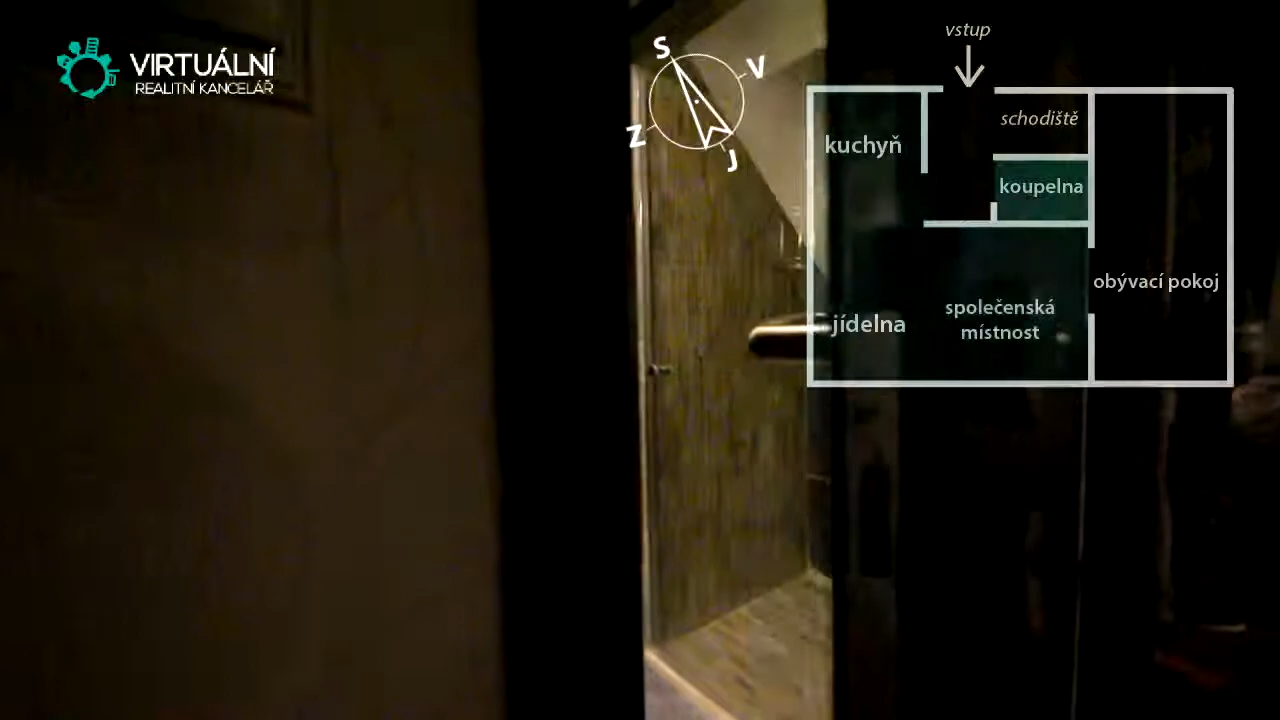 VIRTUÁLNÍ
REALITNÍ KANCELÁŘ
S
V
Z
J
vstup
schodiště
kuchyň
koupelna
obývací pokoj
společenská
místnost
jídelna